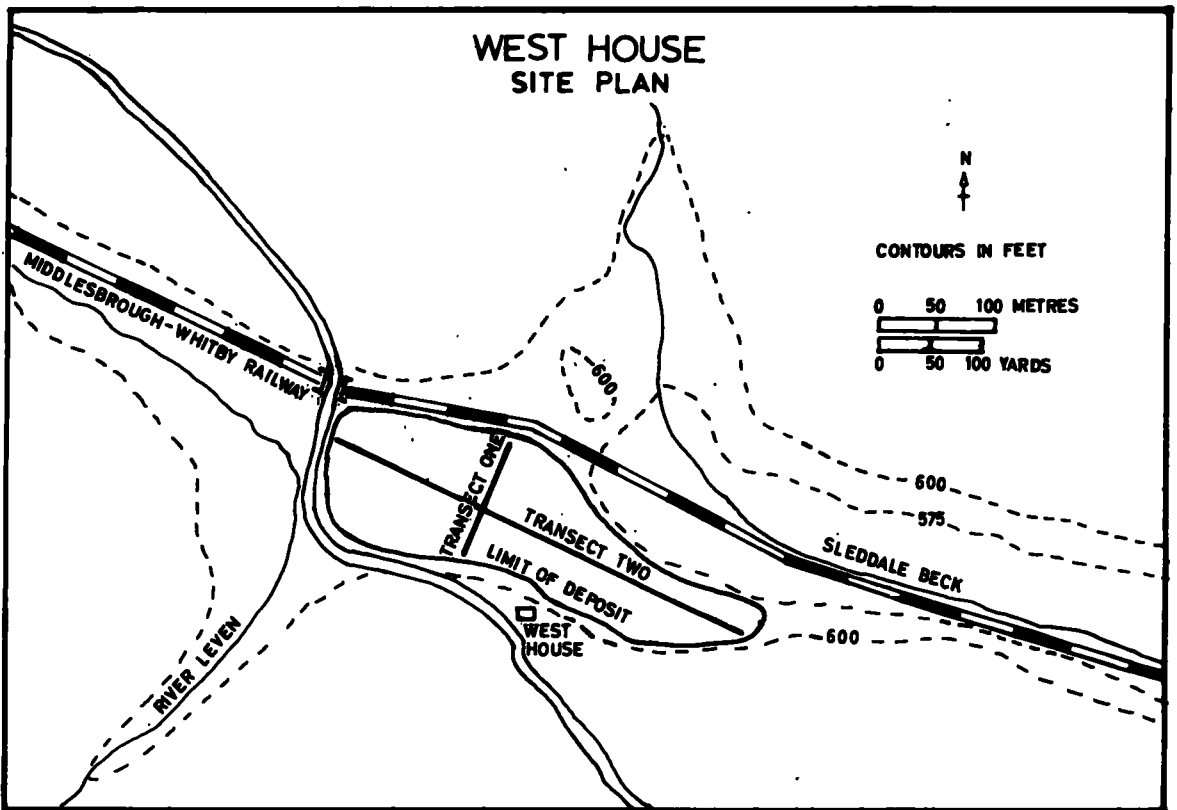 WEST HOUSE
SITE PLAN
N
CONTOURS IN FEET
0 50 100 METRES
0 50 100 YARDS
MIDDLESBROUGH-WHITBY RAILWAY
600
TRANSECT ONE
600
575
TRANSECT TWO
SLEDDALE BECK
LIMIT OF DEPOSIT
WEST
HOUSE
600
RIVER LEVEN